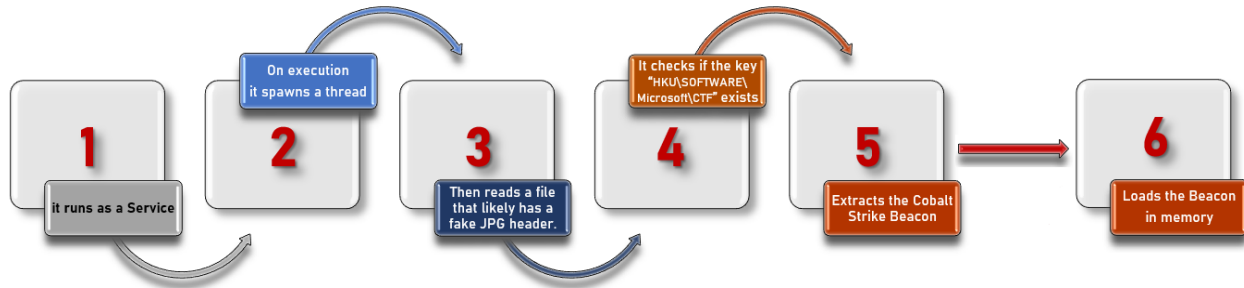 1
it runs as a Service
2
On execution
it spawns a thread
3
Then reads a file
that likely has a
fake JPG header.
4
It checks if the key
"HKU\SOFTWARE\
Microsoft\CTF" exists
5
Extracts the Cobalt
Strike Beacon
6
Loads the Beacon
in memory